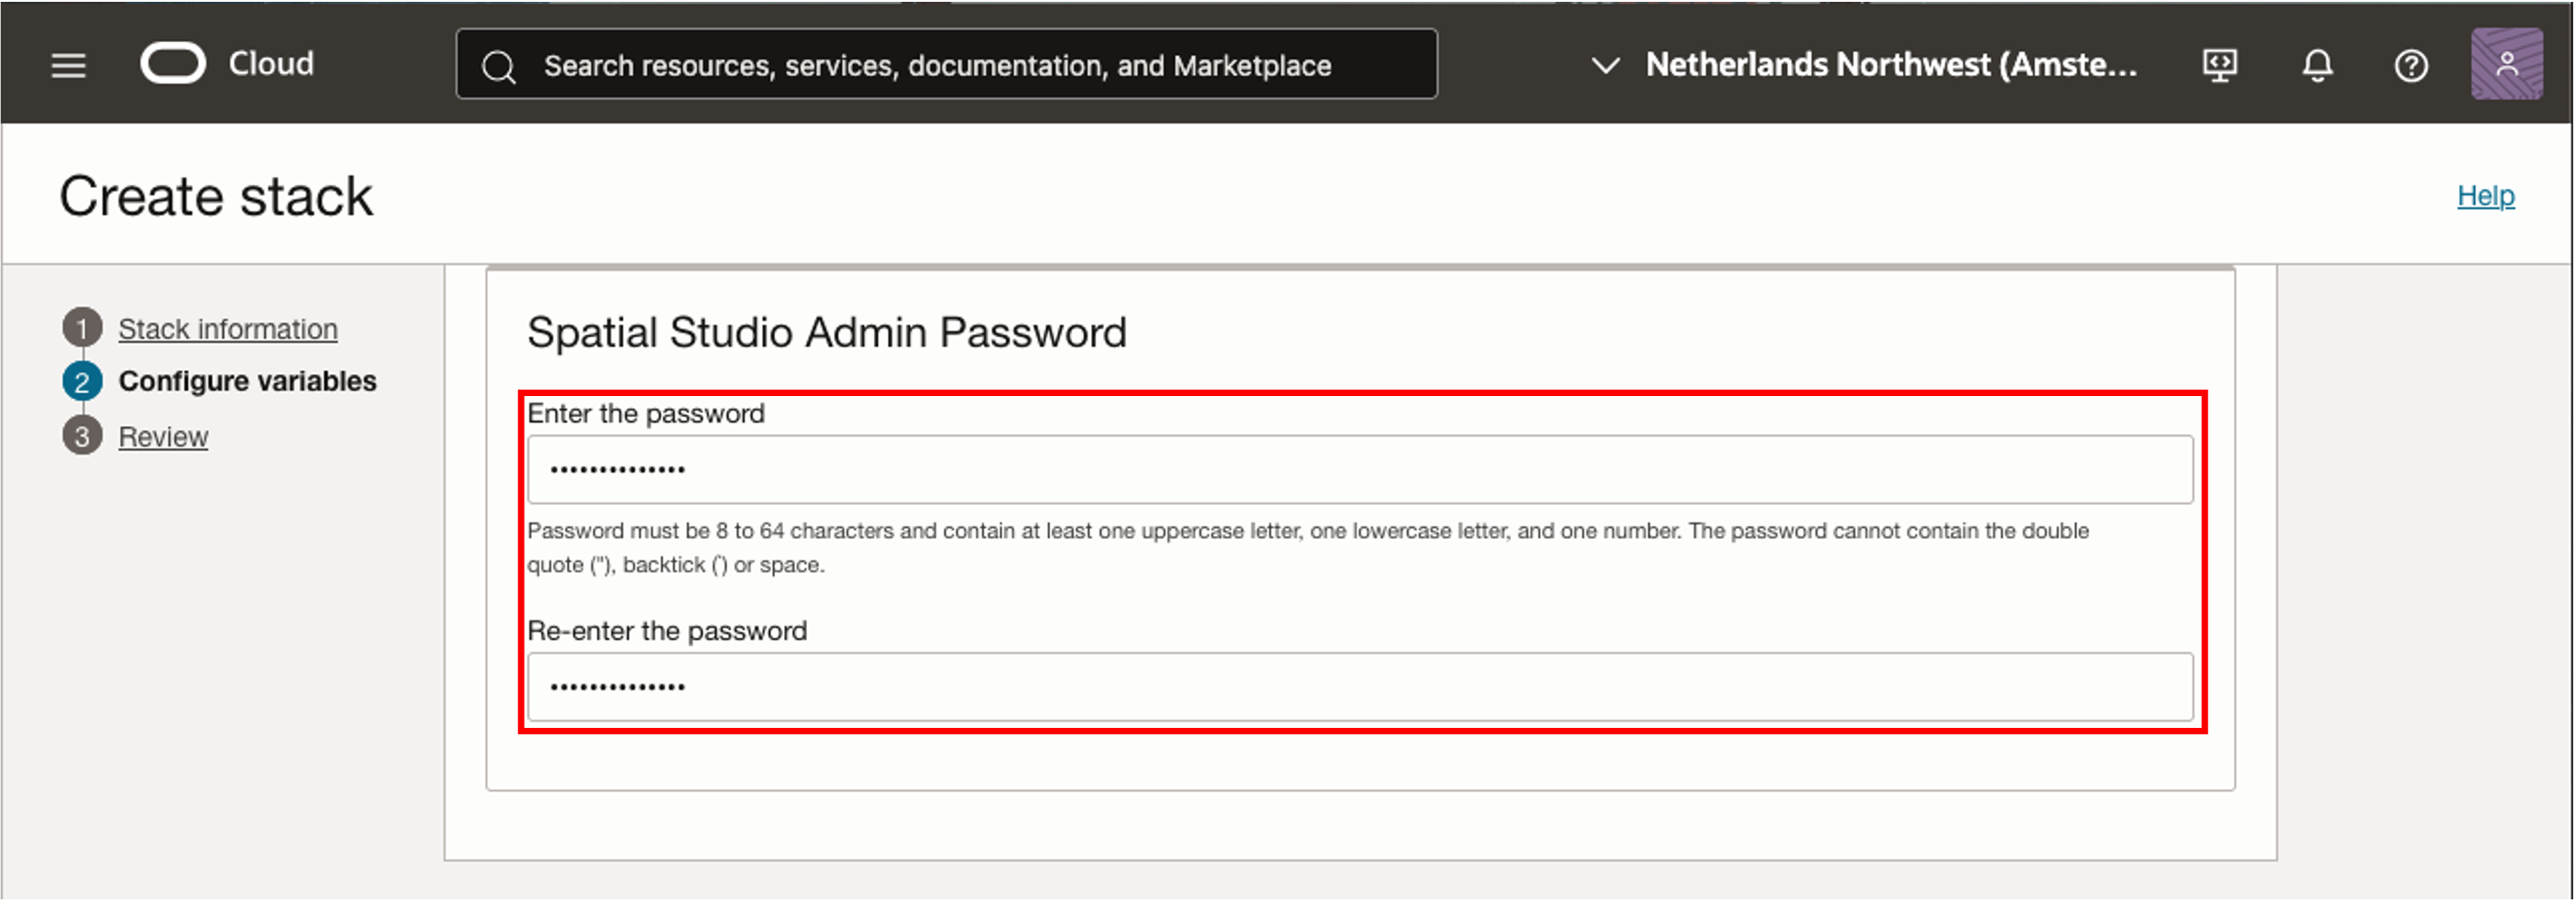 Cloud
Search resources, services, documentation, and Marketplace
Netherlands Northwest (Amste...
Create stack
Help
1 Stack information
2 Configure variables
3 Review
Spatial Studio Admin Password
Enter the password
••••••••••••••
Password must be 8 to 64 characters and contain at least one uppercase letter, one lowercase letter, and one number. The password cannot contain the double
quote ("), backtick (`) or space.
Re-enter the password
••••••••••••••